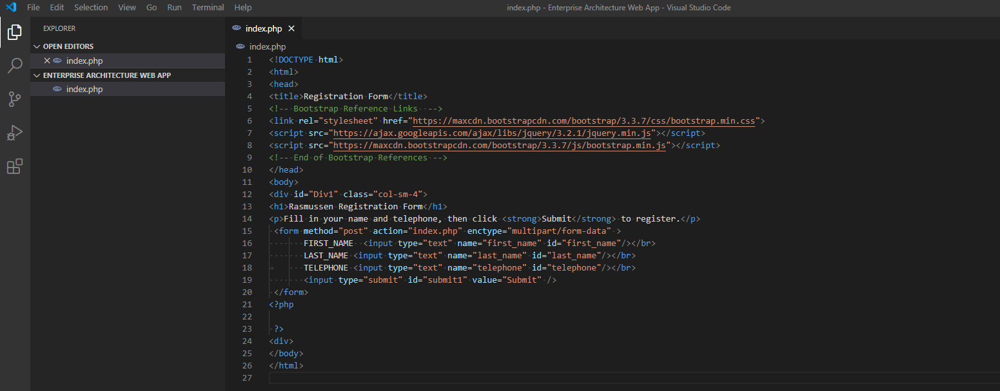 File Edit Selection View Go Run Terminal Help
index.php - Enterprise Architecture Web App - Visual Studio Code
EXPLORER
OPEN EDITORS
index.php
ENTERPRISE ARCHITECTURE WEB APP
index.php
index.php
index.php
1 <!DOCTYPE html>
2 <html>
3 <head>
4 <title>Registration Form</title>
5 <!-- Bootstrap Reference Links  -->
6 <link rel="stylesheet" href="https://maxcdn.bootstrapcdn.com/bootstrap/3.3.7/css/bootstrap.min.css">
7 <script src="https://ajax.googleapis.com/ajax/libs/jquery/3.2.1/jquery.min.js"></script>
8 <script src="https://maxcdn.bootstrapcdn.com/bootstrap/3.3.7/js/bootstrap.min.js"></script>
9 <!-- End of Bootstrap References -->
10 </head>
11 <body>
12 <div id="Div1" class="col-sm-4">
13 <h1>Rasmussen Registration Form</h1>
14 <p>Fill in your name and telephone, then click <strong>Submit</strong> to register.</p>
15  <form method="post" action="index.php" enctype="multipart/form-data" >
16        FIRST_NAME  <input type="text" name="first_name" id="first_name"/></br>
17        LAST_NAME <input type="text" name="last_name" id="last_name"/></br>
18        TELEPHONE <input type="text" name="telephone" id="telephone"/></br>
19        <input type="submit" id="submit1" value="Submit" />
20  </form>
21 <?php
22
23  ?>
24 <div>
25 </body>
26 </html>
27